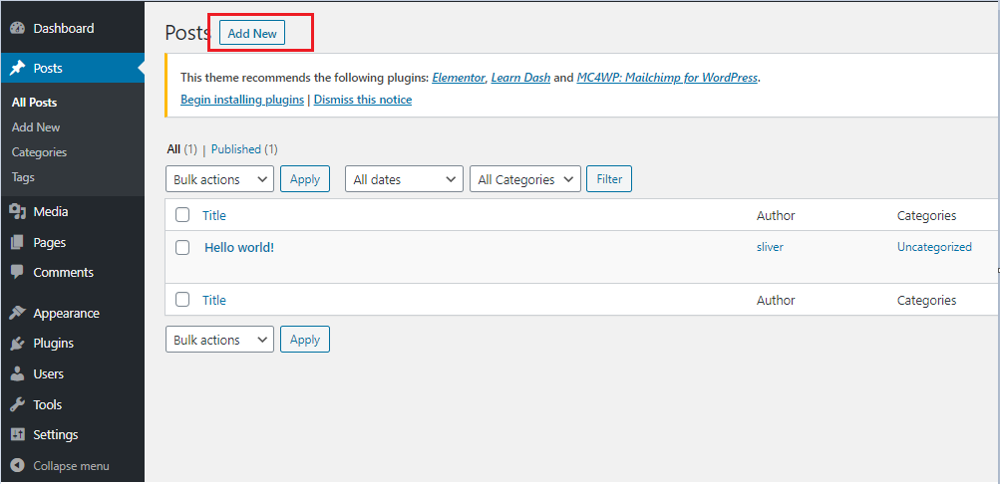 Dashboard
Posts
All Posts
Add New
Categories
Tags
Media
Pages
Comments
Appearance
Plugins
Users
Tools
Settings
Collapse menu
Posts Add New
This theme recommends the following plugins: Elementor, Learn Dash and MC4WP: Mailchimp for WordPress.
Begin installing plugins | Dismiss this notice
All (1) | Published (1)
Bulk actions Apply All dates All Categories Filter
Title Author Categories
Hello world! sliver Uncategorized
Title Author Categories
Bulk actions Apply